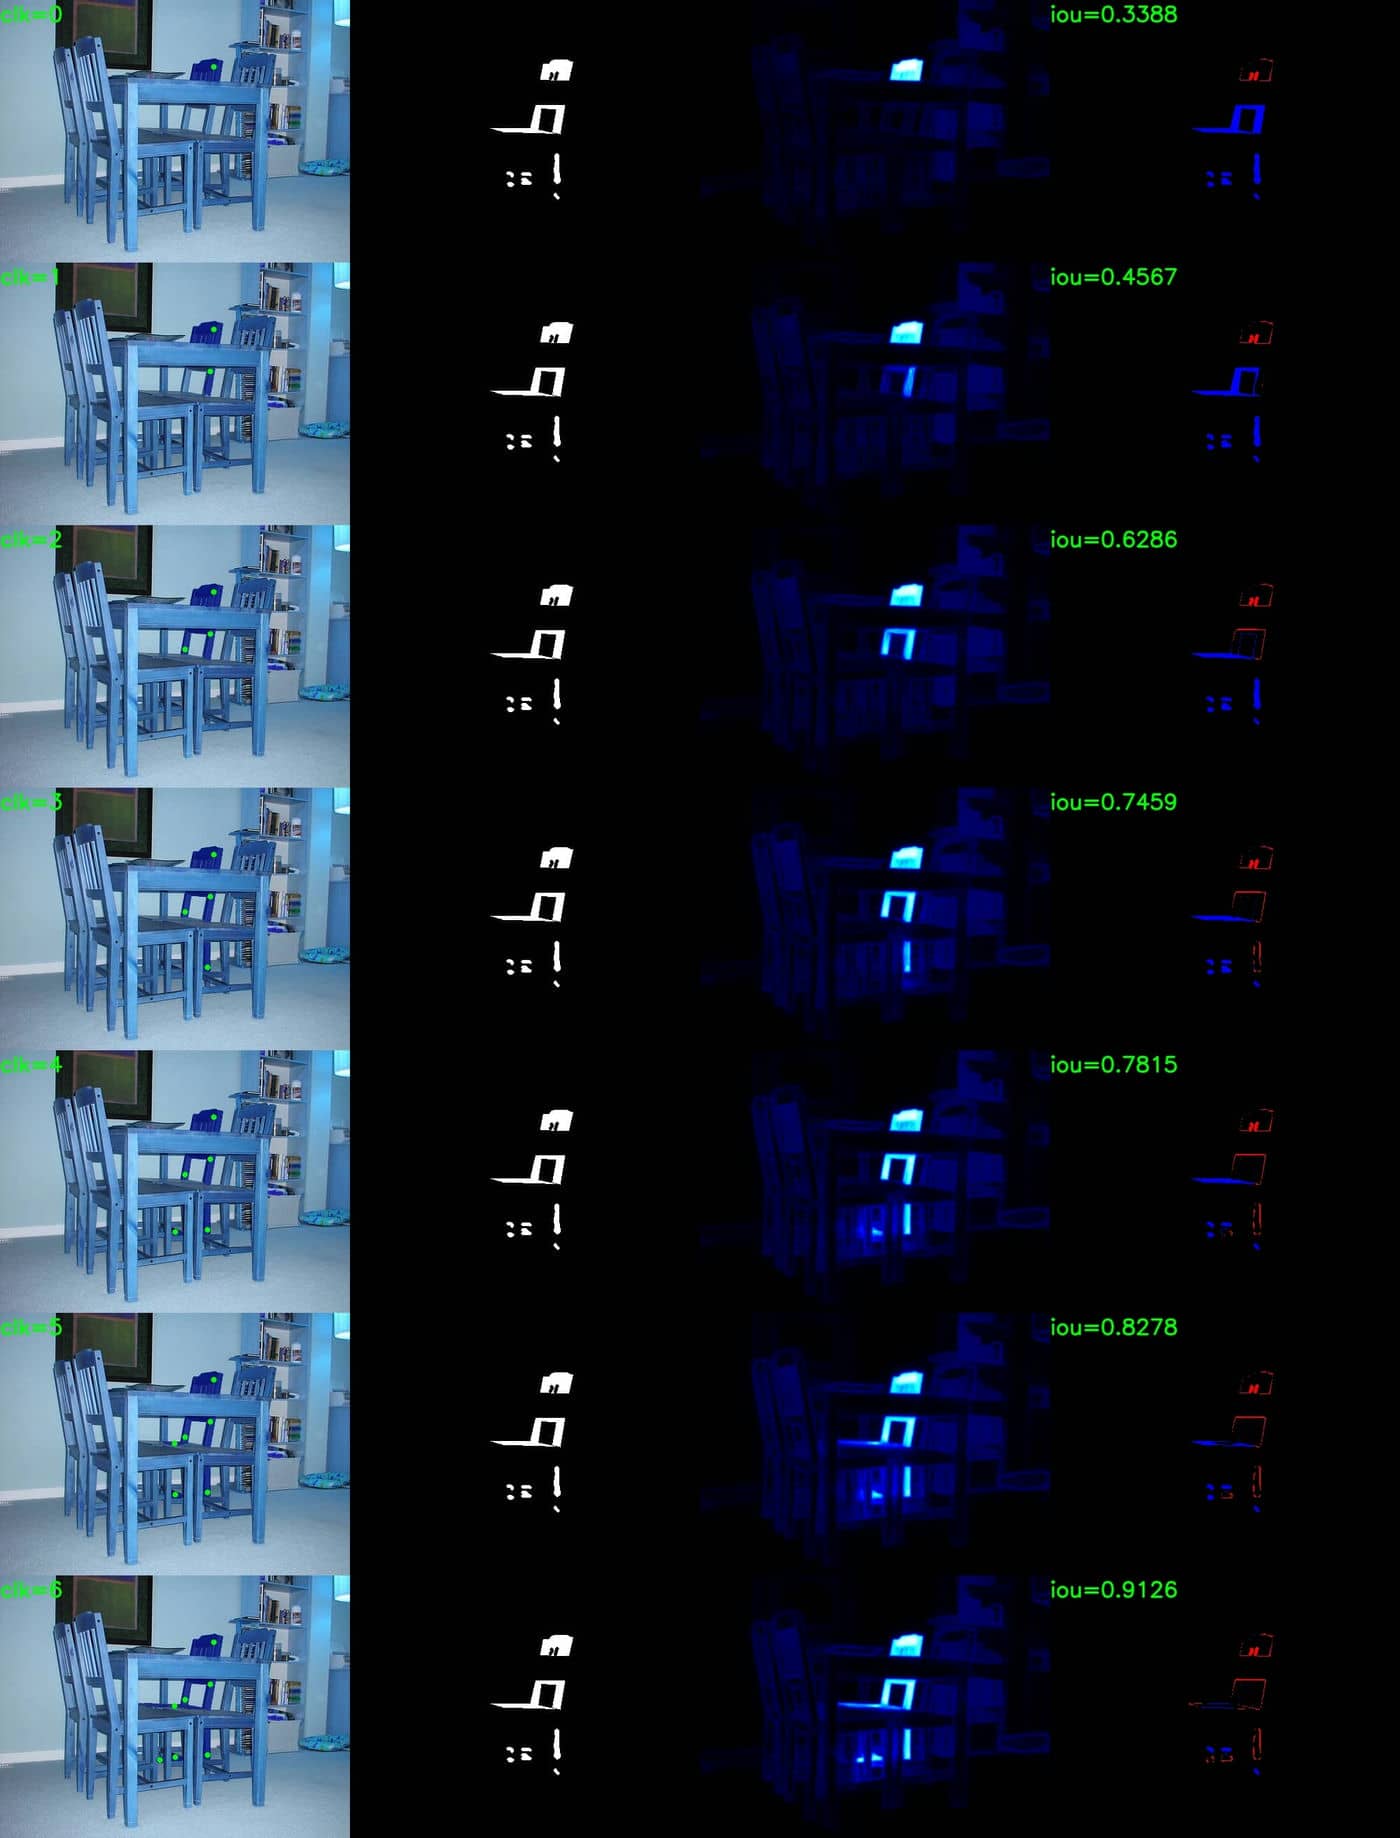 clk=0
iou=0.3388
clk=1
iou=0.4567
clk=2
iou=0.6286
clk=3
iou=0.7459
clk=4
iou=0.7815
clk=5
iou=0.8278
clk=6
iou=0.9126